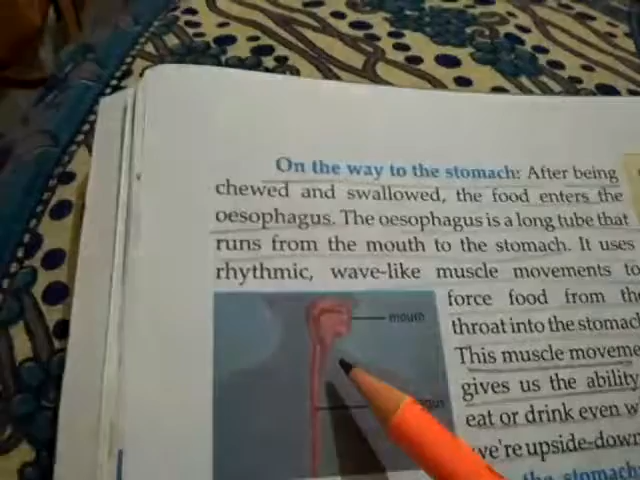 On the way to the stomach: After being
chewed and swallowed, the food enters the
oesophagus. The oesophagus is a long tube that
runs from the mouth to the stomach. It uses
rhythmic, wave-like muscle movements to
force food from the
throat into the stomac
This muscle moveme
gives us the ability
eat or drink even w
we're upside-down
the stomach
mouth
gus